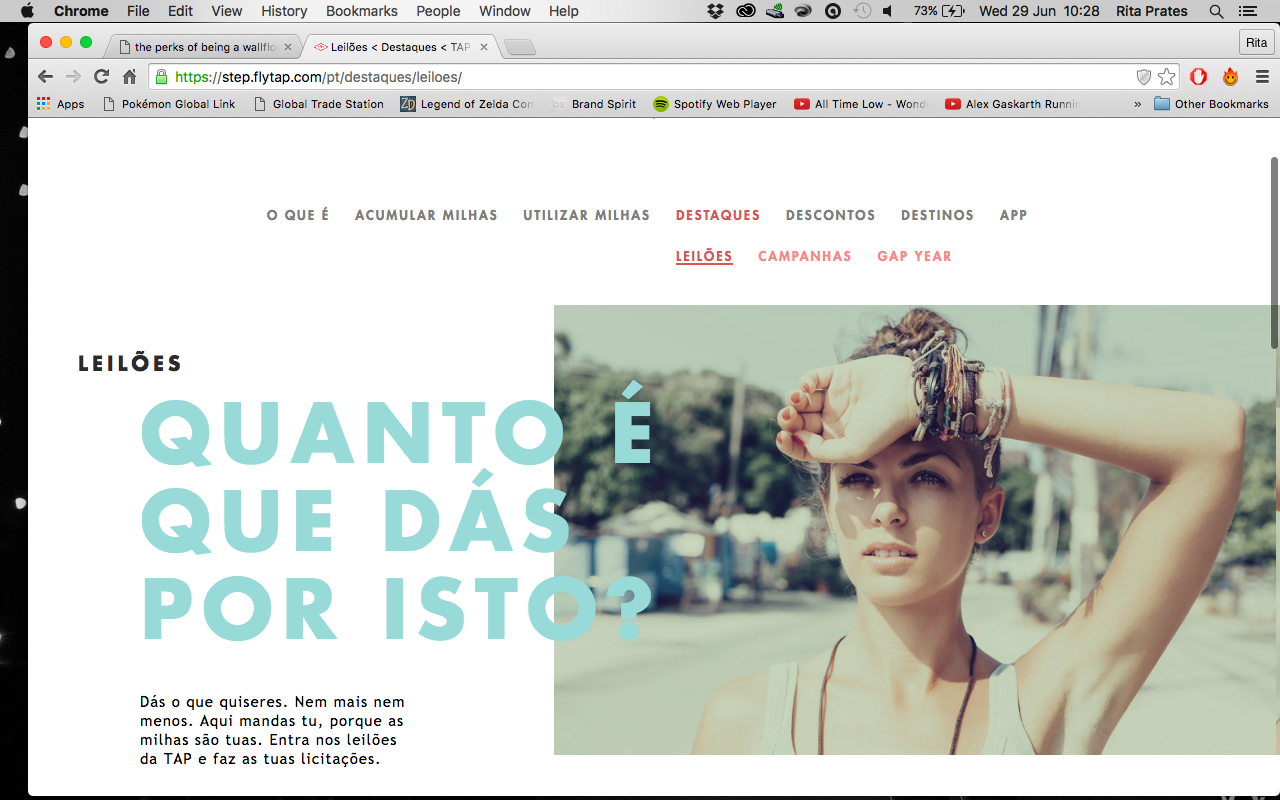 Chrome File Edit View History Bookmarks People Window Help 73% Wed 29 Jun 10:28 Rita Prates
the perks of being a wallflo Leilões < Destaques < TAP Rita
https://step.flytap.com/pt/destaques/leiloes/
Apps Pokémon Global Link Global Trade Station Legend of Zelda Com Brand Spirit Spotify Web Player All Time Low - Wond Alex Gaskarth Runnin » Other Bookmarks
O QUE É ACUMULAR MILHAS UTILIZAR MILHAS DESTAQUES DESCONTOS DESTINOS APP
LEILÕES CAMPANHAS GAP YEAR
LEILÕES
QUANTO É
QUE DÁS
POR ISTO?
Dás o que quiseres. Nem mais nem
menos. Aqui mandas tu, porque as
milhas são tuas. Entra nos leilões
da TAP e faz as tuas licitações.